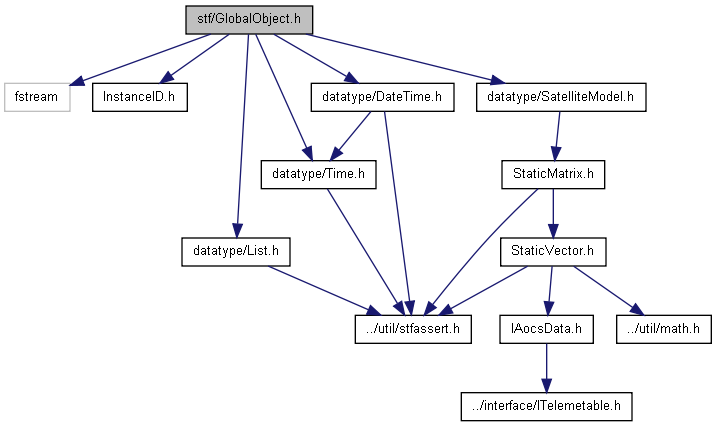 stf/GlobalObject.h
fstream
InstanceID.h
datatype/DateTime.h
datatype/SatelliteModel.h
datatype/Time.h
StaticMatrix.h
datatype/List.h
StaticVector.h
../util/stfassert.h
IAocsData.h
../util/math.h
../interface/ITelemetable.h